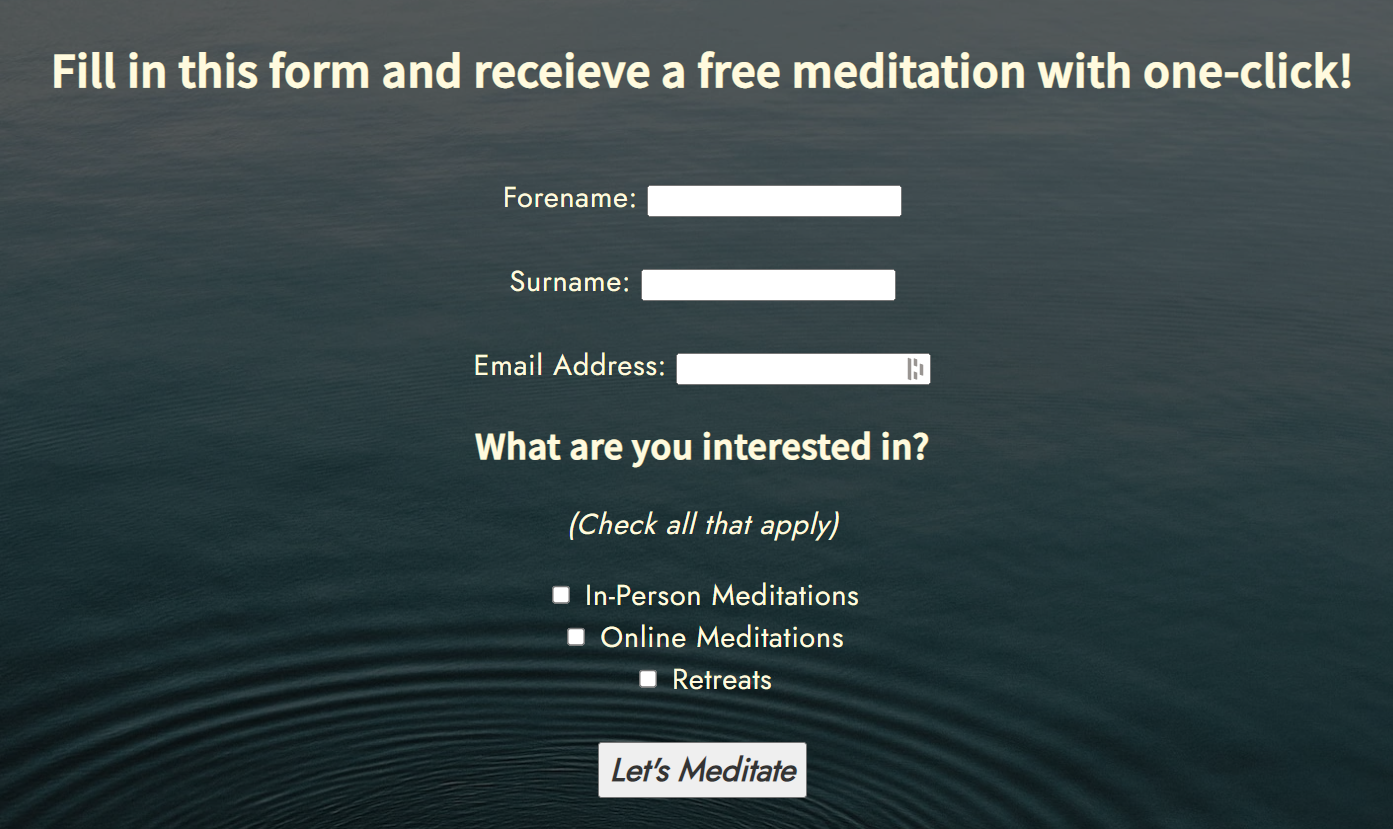 Fill in this form and receieve a free meditation with one-click!
Forename:
Surname:
Email Address:
What are you interested in?
(Check all that apply)
In-Person Meditations
Online Meditations
Retreats
Let's Meditate